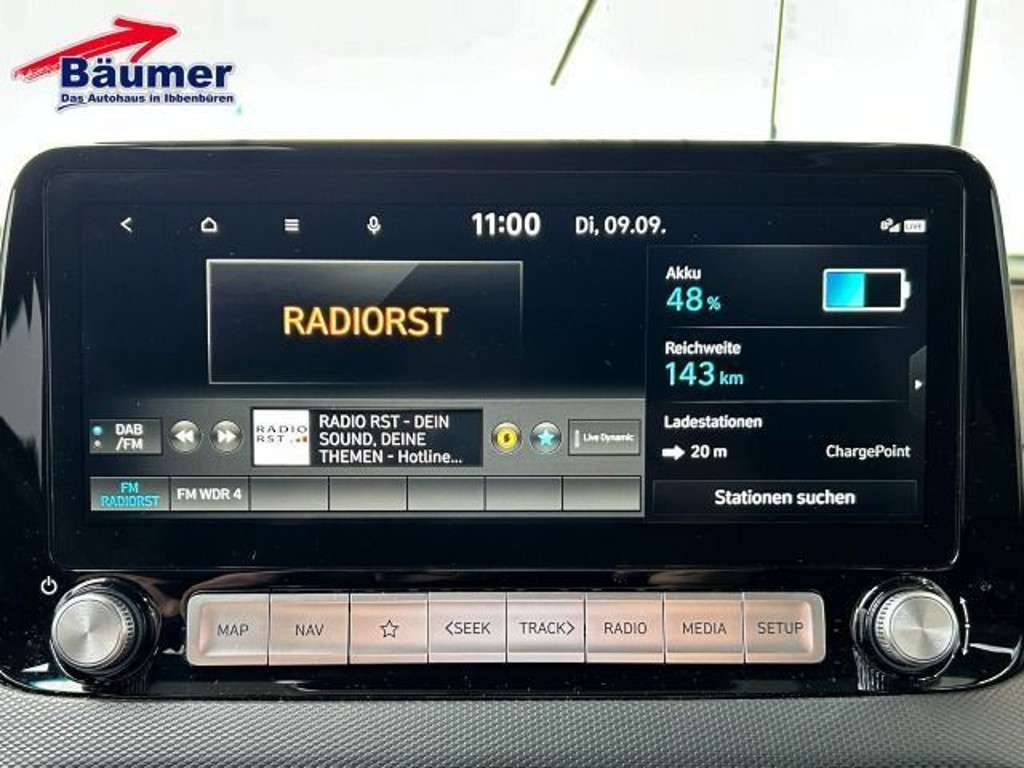 Bäumer
Das Autohaus in Ibbenbüren
11:00 Di, 09.09.
LIVE
RADIORST
Akku
48 %
Reichweite
143 km
Ladestationen
20 m ChargePoint
Stationen suchen
DAB
/FM
RADIO
RST
RADIO RST - DEIN
SOUND, DEINE
THEMEN - Hotline...
Live Dynamic
FM
RADIORST
FM WDR 4
MAP NAV <SEEK TRACK> RADIO MEDIA SETUP